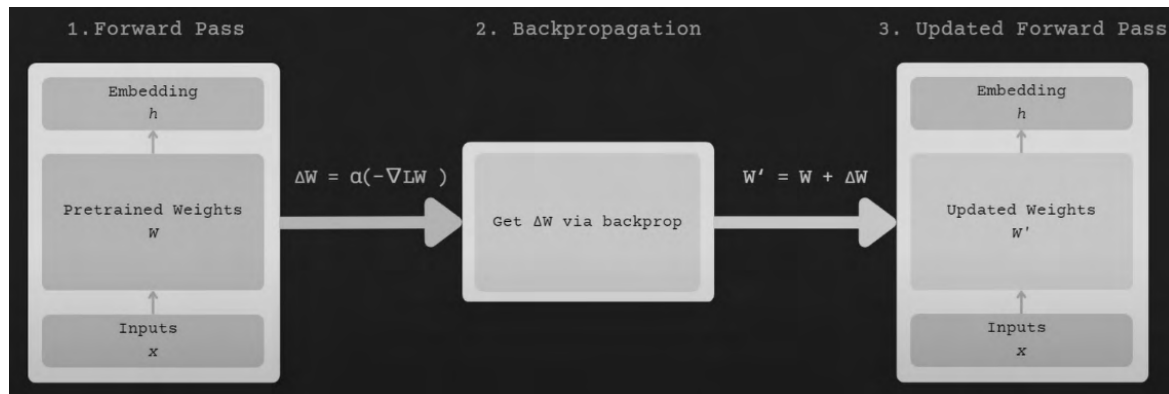 1.Forward Pass
2. Backpropagation
3. Updated Forward Pass
Embedding
h
Pretrained Weights
W
Inputs
x
ΔW = α(-∇LW )
Get ΔW via backprop
W' = W + ΔW
Embedding
h
Updated Weights
W'
Inputs
x